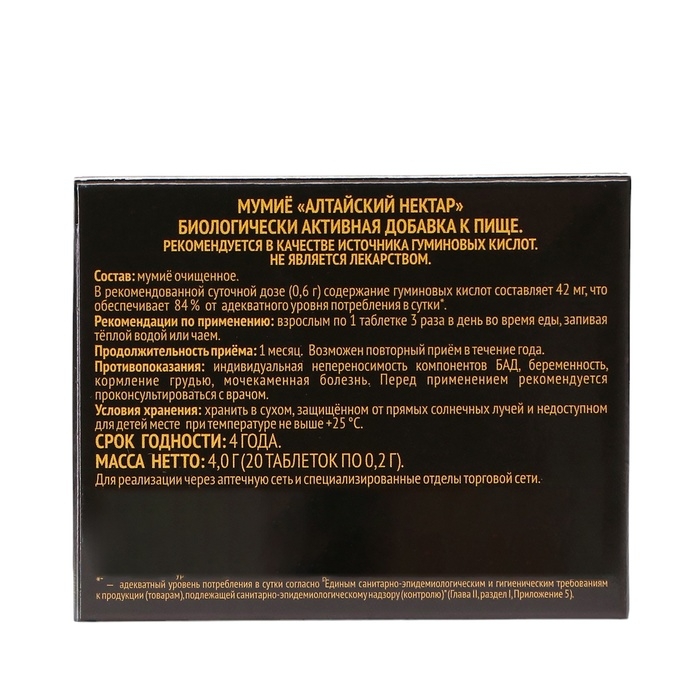 МУМИЁ «АЛТАЙСКИЙ НЕКТАР»
БИОЛОГИЧЕСКИ АКТИВНАЯ ДОБАВКА К ПИЩЕ.
РЕКОМЕНДУЕТСЯ В КАЧЕСТВЕ ИСТОЧНИКА ГУМИНОВЫХ КИСЛОТ.
НЕ ЯВЛЯЕТСЯ ЛЕКАРСТВОМ.
Состав: мумиё очищенное.
В рекомендованной суточной дозе (0,6 г) содержание гуминовых кислот составляет 42 мг, что
обеспечивает 84 % от адекватного уровня потребления в сутки*.
Рекомендации по применению: взрослым по 1 таблетке 3 раза в день во время еды, запивая
тёплой водой или чаем.
Продолжительность приёма: 1 месяц. Возможен повторный приём в течение года.
Противопоказания: индивидуальная непереносимость компонентов БАД, беременность,
кормление грудью, мочекаменная болезнь. Перед применением рекомендуется
проконсультироваться с врачом.
Условия хранения: хранить в сухом, защищённом от прямых солнечных лучей и недоступном
для детей месте при температуре не выше +25 °С.
СРОК ГОДНОСТИ: 4 ГОДА.
МАССА НЕТТО: 4,0 Г (20 ТАБЛЕТОК ПО 0,2 Г).
Для реализации через аптечную сеть и специализированные отделы торговой сети.
* — адекватный уровень потребления в сутки согласно "Единым санитарно-эпидемиологическим и гигиеническим требованиям
к продукции (товарам), подлежащей санитарно-эпидемиологическому надзору (контролю)" (Глава II, раздел I, Приложение 5).